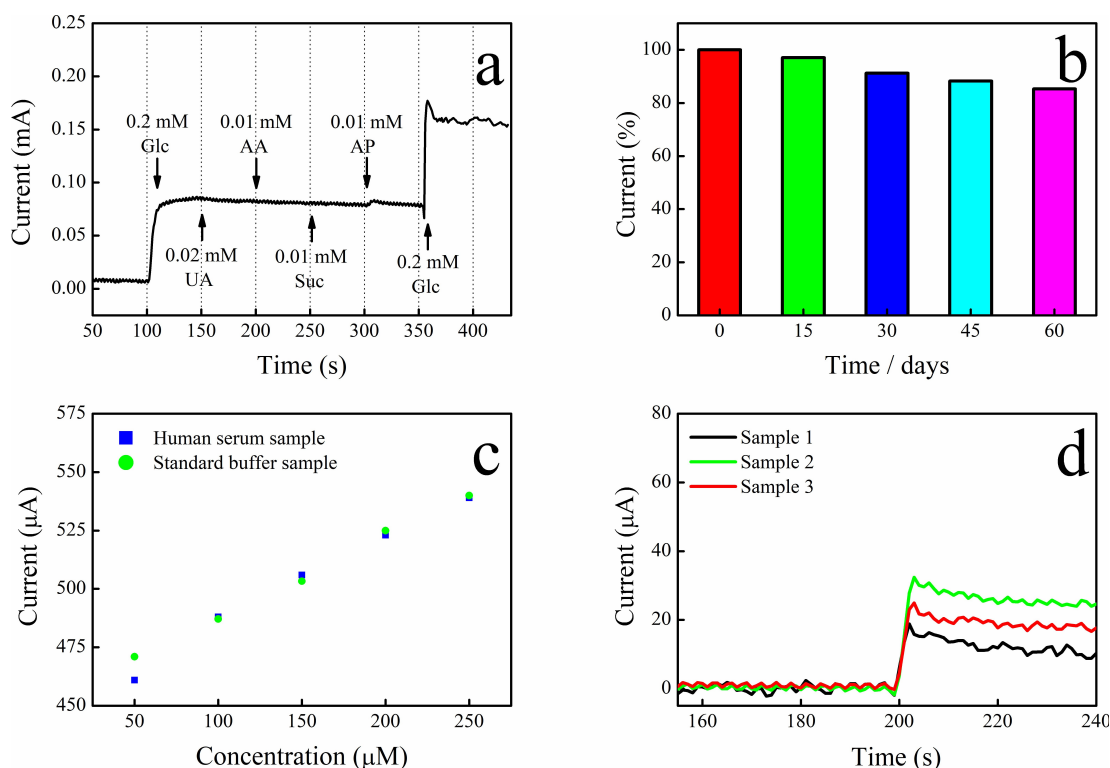 a
Current (mA)
0.25
0.20
0.15
0.10
0.05
0.00
0.2 mM
Glc
0.01 mM
AA
0.01 mM
AP
0.02 mM
UA
0.01 mM
Suc
0.2 mM
Glc
50 100 150 200 250 300 350 400
Time (s)
b
Current (%)
100
80
60
40
20
0
0 15 30 45 60
Time / days
c
Current (μA)
575
550
525
500
475
450
Human serum sample
Standard buffer sample
50 100 150 200 250
Concentration (μM)
d
Current (μA)
80
60
40
20
0
Sample 1
Sample 2
Sample 3
160 180 200 220 240
Time (s)